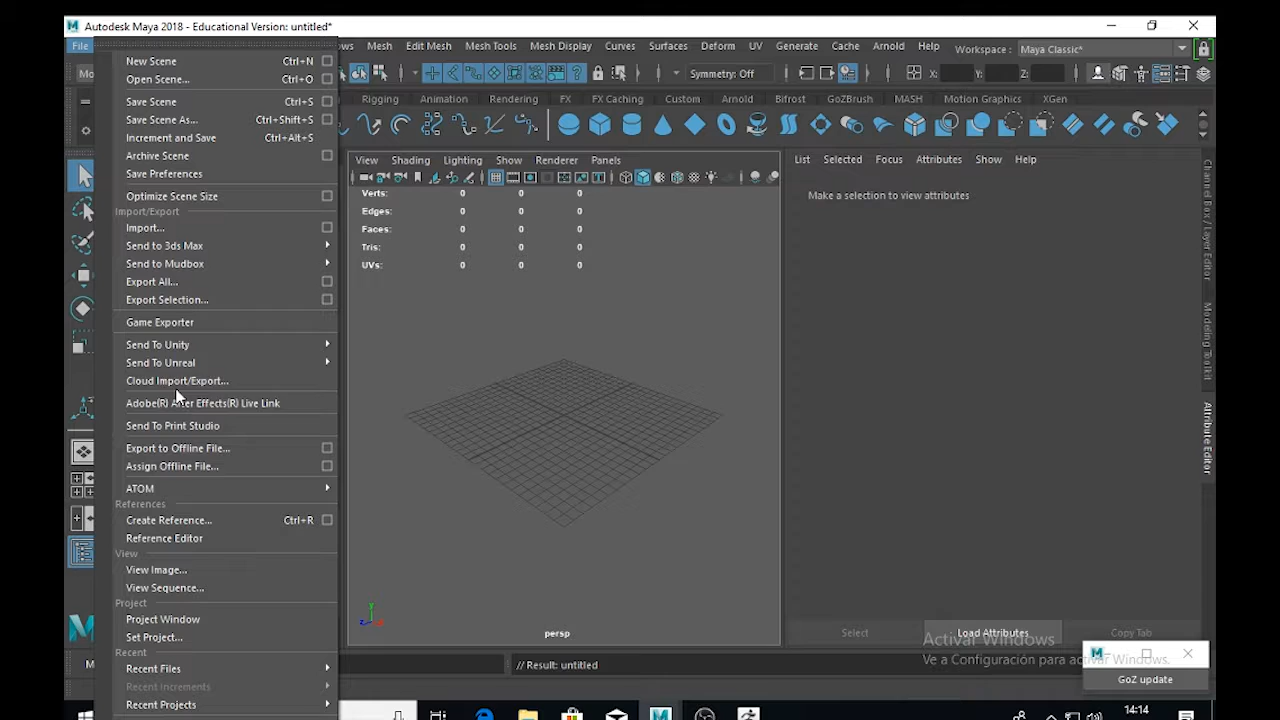 Autodesk Maya 2018 - Educational Version: untitled*
File
Mesh Edit Mesh Mesh Tools Mesh Display Curves Surfaces Deform UV Generate Cache Arnold Help Workspace : Maya Classic*
Symmetry: Off X: Y: Z:
Rigging Animation Rendering FX FX Caching Custom Arnold Bifrost GoZBrush MASH Motion Graphics XGen
New Scene Ctrl+N
Open Scene... Ctrl+O
Save Scene Ctrl+S
Save Scene As... Ctrl+Shift+S
Increment and Save Ctrl+Alt+S
Archive Scene
Save Preferences
Optimize Scene Size
Import/Export
Import...
Send to 3ds Max
Send to Mudbox
Export All...
Export Selection...
Game Exporter
Send To Unity
Send To Unreal
Cloud Import/Export...
Adobe(R) After Effects(R) Live Link
Send To Print Studio
Export to Offline File...
Assign Offline File...
ATOM
References
Create Reference... Ctrl+R
Reference Editor
View
View Image...
View Sequence...
Project
Project Window
Set Project...
Recent
Recent Files
Recent Increments
Recent Projects
View Shading Lighting Show Renderer Panels
Verts: 0 0 0
Edges: 0 0 0
Faces: 0 0 0
Tris: 0 0 0
UVs: 0 0 0
persp
List Selected Focus Attributes Show Help
Make a selection to view attributes
Channel Box / Layer Editor
Modeling Toolkit
Attribute Editor
Select Load Attributes Copy Tab
Activar Windows
Ve a Configuración para activar Windows.
GoZ update
// Result: untitled
14:14